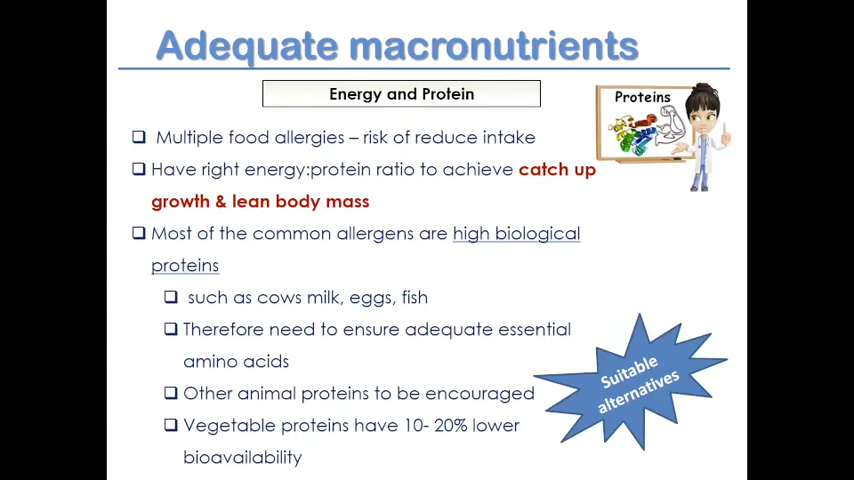 Adequate macronutrients
Energy and Protein
Proteins
❑ Multiple food allergies – risk of reduce intake
❑ Have right energy:protein ratio to achieve catch up
growth & lean body mass
❑ Most of the common allergens are high biological
proteins
❑ such as cows milk, eggs, fish
❑ Therefore need to ensure adequate essential
amino acids
❑ Other animal proteins to be encouraged
❑ Vegetable proteins have 10- 20% lower
bioavailability
Suitable
alternatives